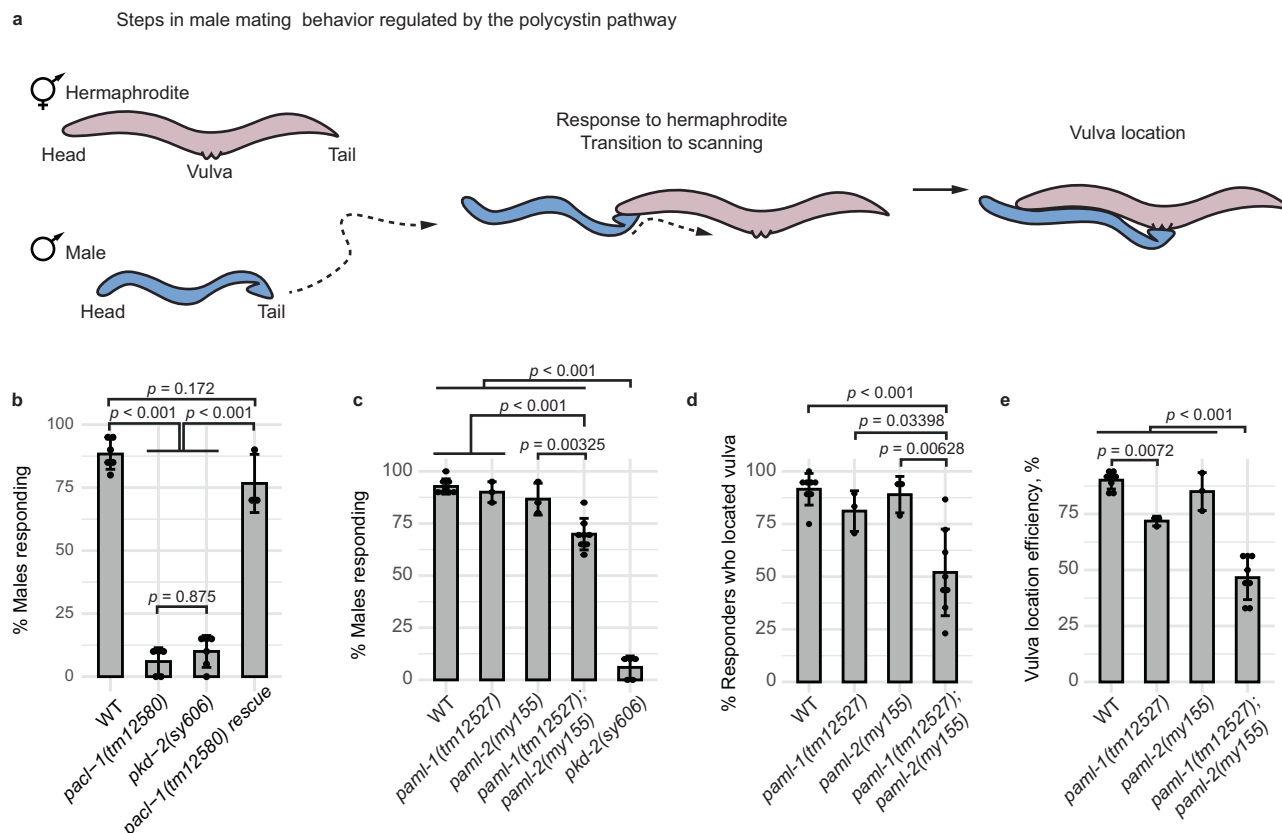 a Steps in male mating behavior regulated by the polycystin pathway
Hermaphrodite
Head
Vulva
Tail
Male
Head
Tail
Response to hermaphrodite
Transition to scanning
Vulva location
b
p = 0.172
p < 0.001
p < 0.001
p = 0.875
% Males responding
100
75
50
25
0
WT
pacl−1(tm12580)
pkd−2(sy606)
pacl−1(tm12580) rescue
c
p < 0.001
p < 0.001
p = 0.00325
% Males responding
100
75
50
25
0
WT
paml-1(tm12527)
paml-2(my155)
paml-1(tm12527);
paml-2(my155)
pkd-2(sy606)
d
p < 0.001
p = 0.03398
p = 0.00628
% Responders who located vulva
100
75
50
25
0
WT
paml-1(tm12527)
paml-2(my155)
paml-1(tm12527);
paml-2(my155)
e
p < 0.001
p = 0.0072
Vulva location efficiency, %
75
50
25
0
WT
paml-1(tm12527)
paml-2(my155)
paml-1(tm12527);
paml-2(my155)